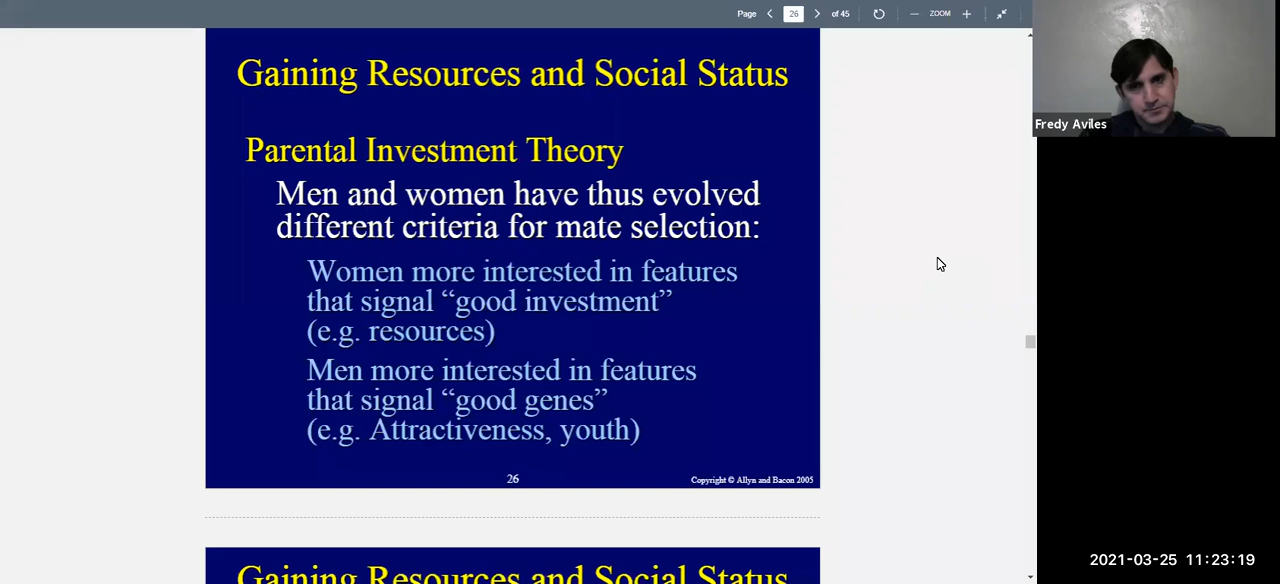 Page
26
of 45
ZOOM
Gaining Resources and Social Status
Parental Investment Theory
Men and women have thus evolved
different criteria for mate selection:
Women more interested in features
that signal “good investment”
(e.g. resources)
Men more interested in features
that signal “good genes”
(e.g. Attractiveness, youth)
26
Copyright © Allyn and Bacon 2005
Gaining Resources and Social Status
Fredy Aviles
2021-03-25 11:23:19